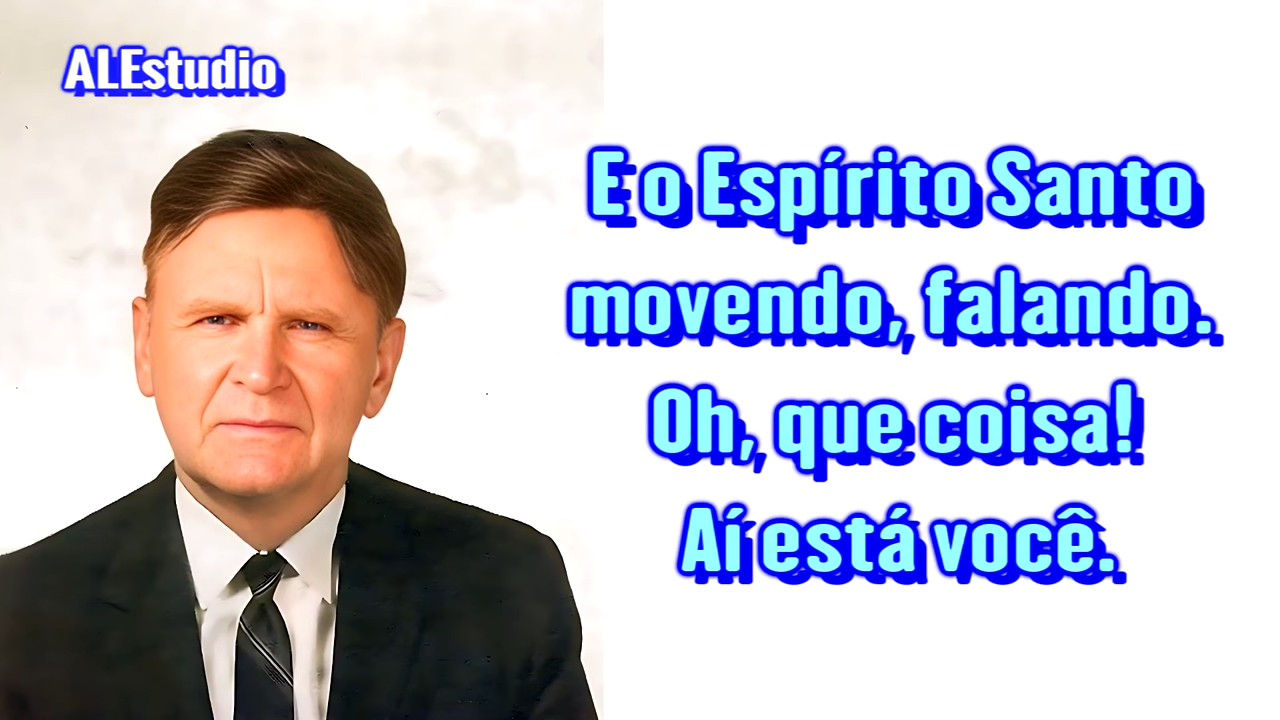 ALEstudio
E o Espírito Santo
movendo, falando.
Oh, que coisa!
Aí está você.